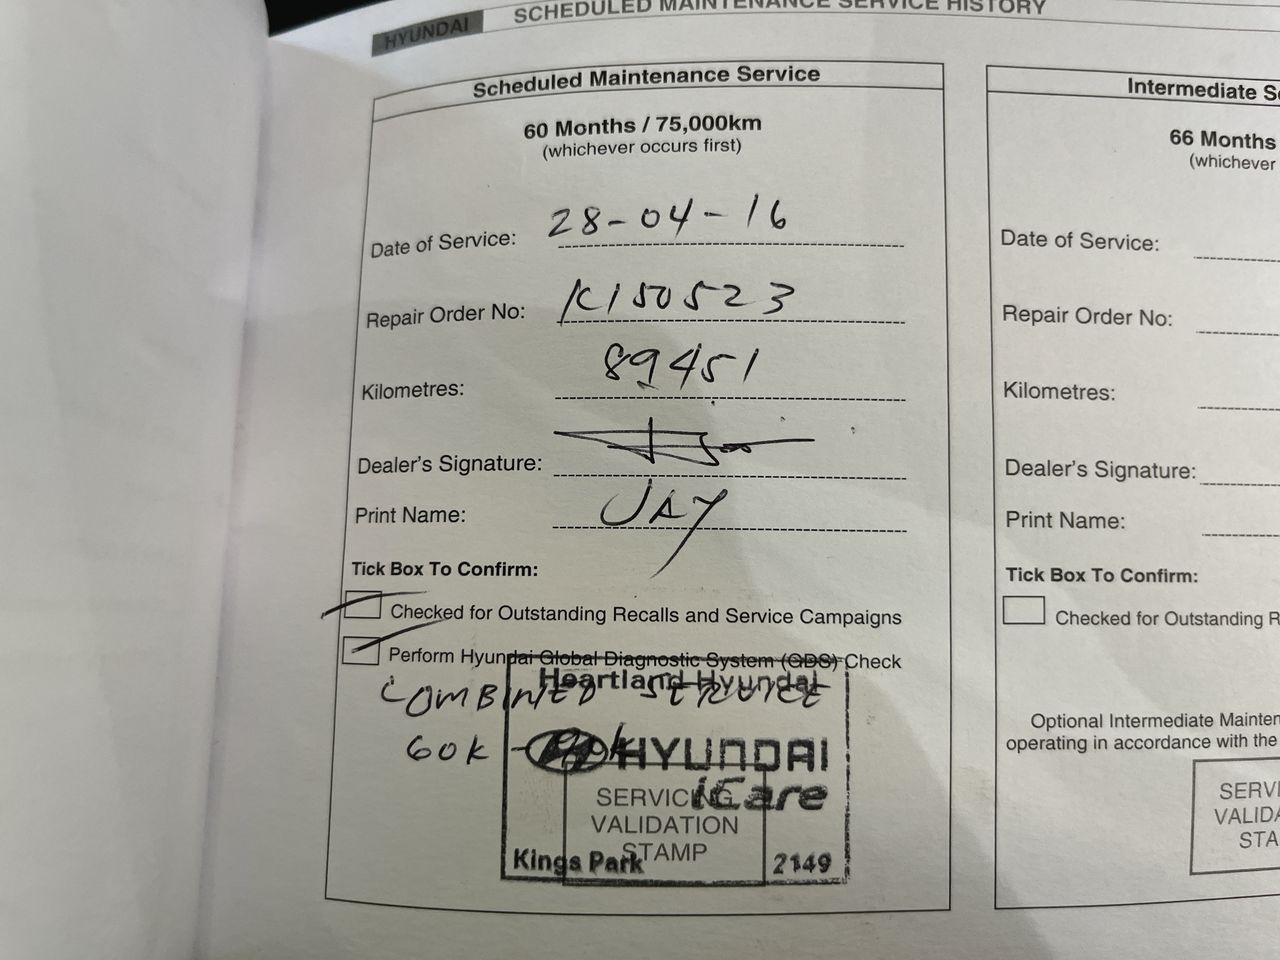 HYUNDAI
SCHEDULED MAINTENANCE SERVICE HISTORY
Scheduled Maintenance Service
60 Months / 75,000km
(whichever occurs first)
Date of Service: 28-04-16
Repair Order No: K150523
Kilometres: 89451
Dealer's Signature:
Print Name: JAY
Tick Box To Confirm:
Checked for Outstanding Recalls and Service Campaigns
Perform Hyundai Global Diagnostic System (GDS) Check
COMBINED SERVICE
60K -
Heartland Hyundai
HYUNDAI
iCare
SERVICING
VALIDATION
STAMP
Kings Park 2149
Intermediate
66 Months
(whichever
Date of Service:
Repair Order No:
Kilometres:
Dealer's Signature:
Print Name:
Tick Box To Confirm:
Checked for Outstanding
Optional Intermediate
operating in accordance with the